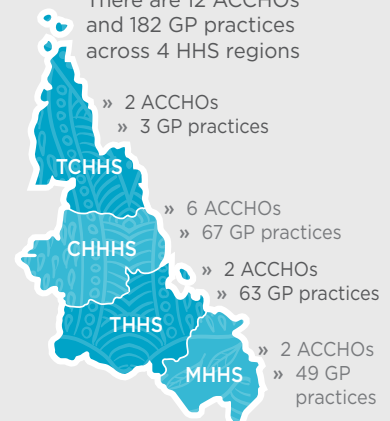 There are 12 ACCHOs
and 182 GP practices
across 4 HHS regions
» 2 ACCHOs
» 3 GP practices
TCHHS
» 6 ACCHOs
» 67 GP practices
CHHHS
» 2 ACCHOs
» 63 GP practices
THHS
» 2 ACCHOs
» 49 GP
practices
MHHS